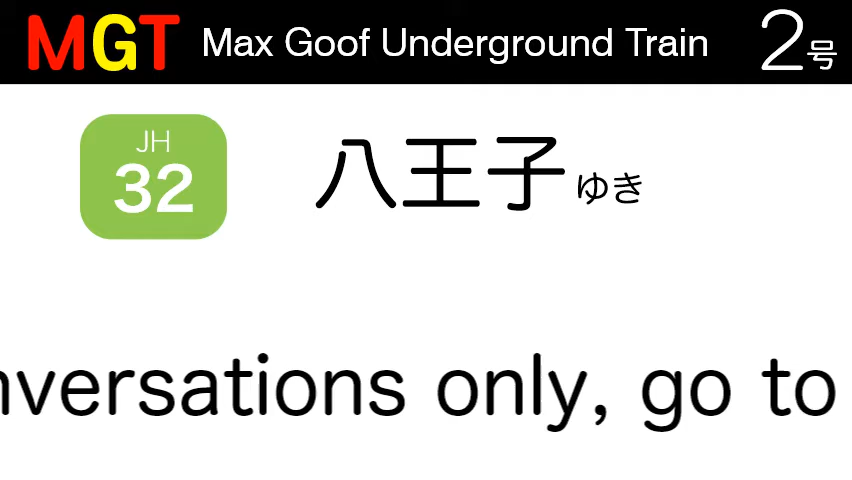 MGT Max Goof Underground Train 2号
JH
32
八王子ゆき
nversations only, go to